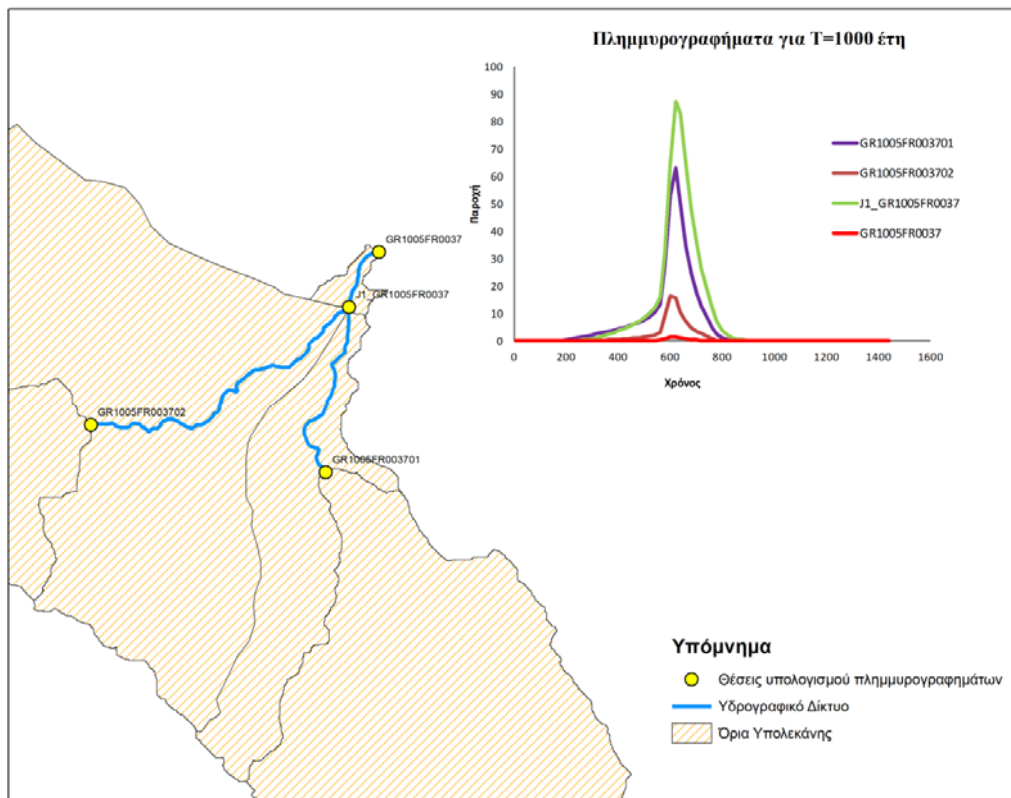 Πλημμυρογραφήματα για Τ=1000 έτη
100
90
80
70
60
50
40
30
20
10
0
Παροχή
0 200 400 600 800 1000 1200 1400 1600
Χρόνος
GR1005FR003701
GR1005FR003702
J1_GR1005FR0037
GR1005FR0037
GR1005FR0037
J1_GR1005FR0037
GR1005FR003702
GR1005FR003701
Υπόμνημα
Θέσεις υπολογισμού πλημμυρογραφημάτων
Υδρογραφικό Δίκτυο
Όρια Υπολεκάνης